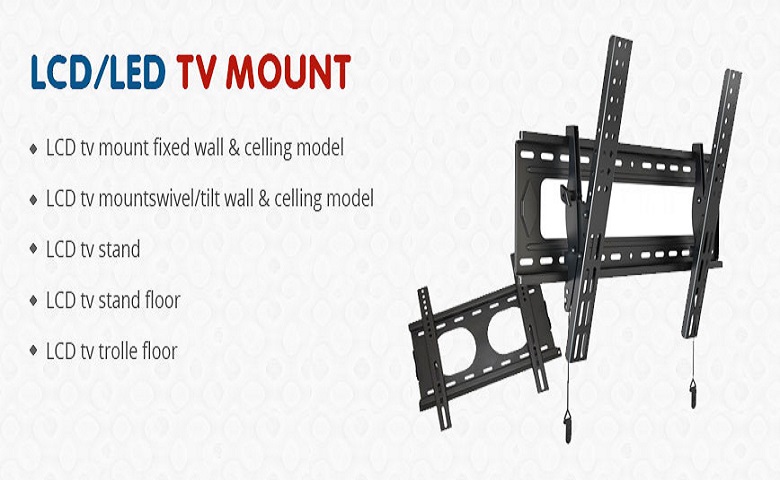 LCD/LED TV MOUNT
LCD tv mount fixed wall & celling model
LCD tv mountswivel/tilt wall & celling model
LCD tv stand
LCD tv stand floor
LCD tv trolle floor